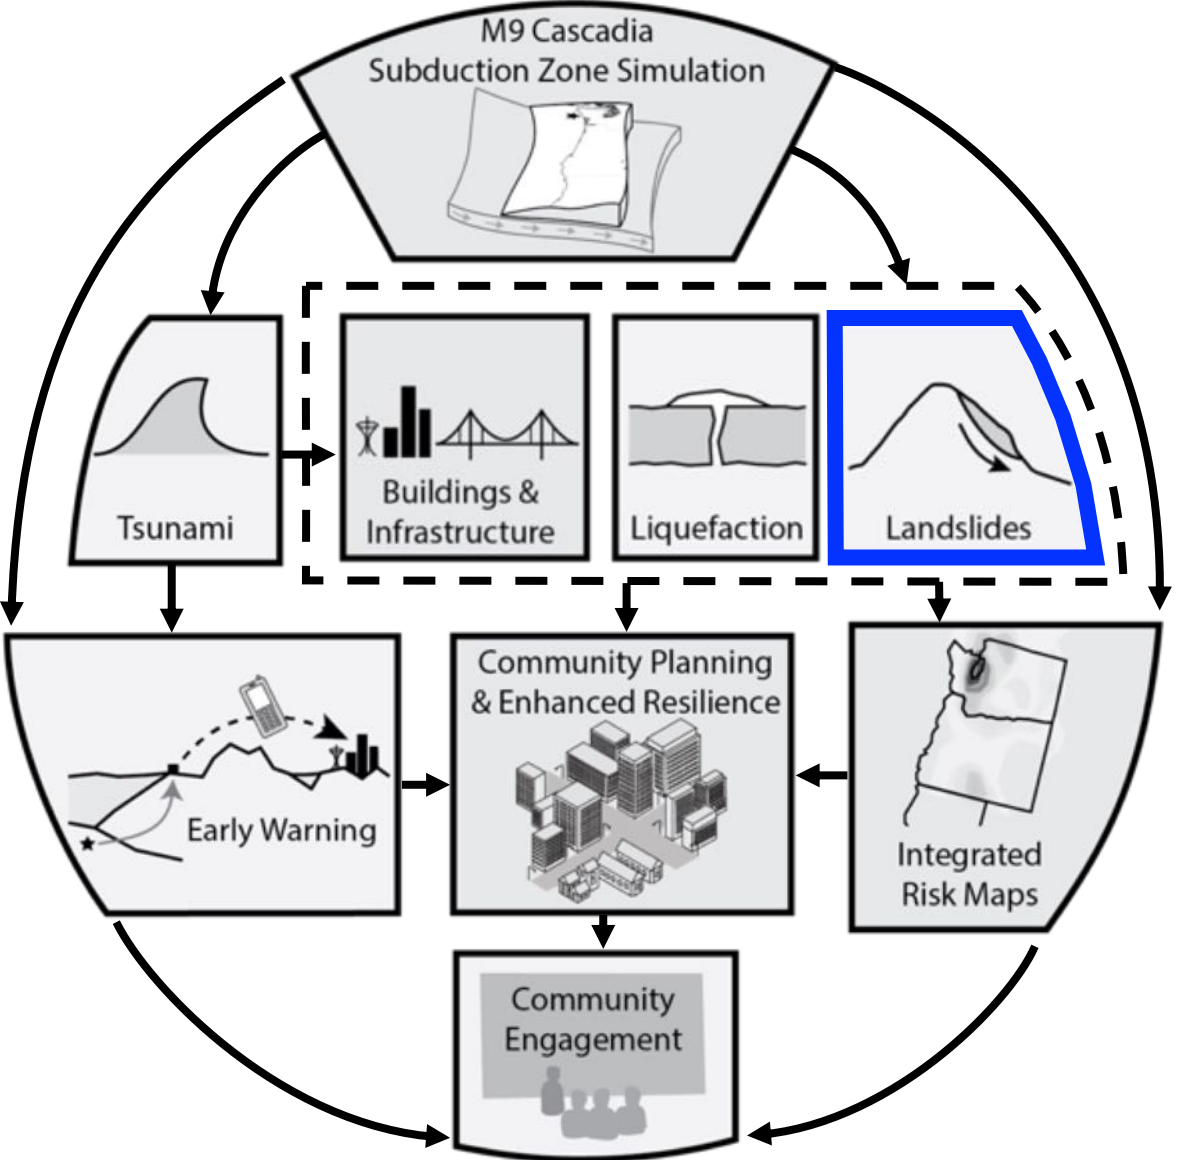 M9 Cascadia
Subduction Zone Simulation
Tsunami
Buildings &
Infrastructure
Liquefaction
Landslides
Early Warning
Community Planning
& Enhanced Resilience
Integrated
Risk Maps
Community
Engagement